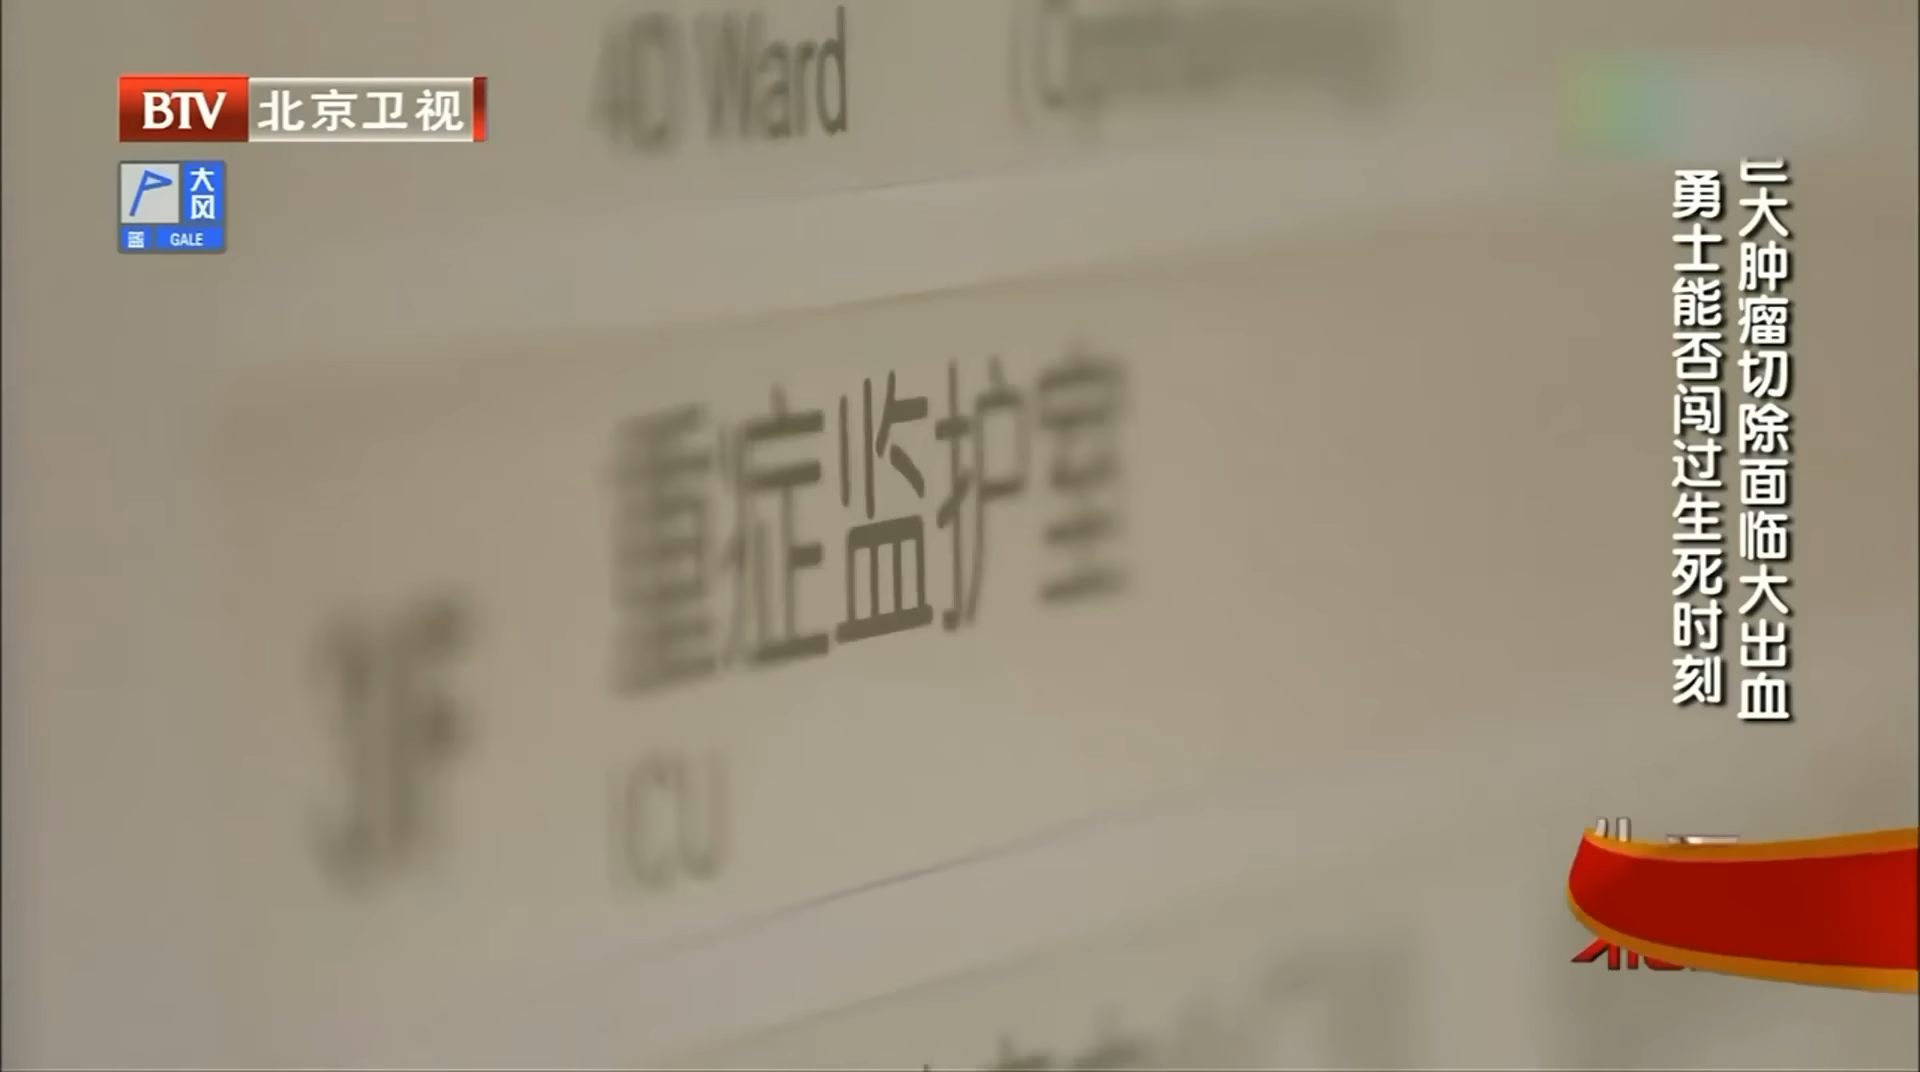 4D Ward
BTV 北京卫视
大风
蓝 GALE
大肿瘤切除面临大出血
勇士能否闯过生死时刻
重症监护室
3F
ICU